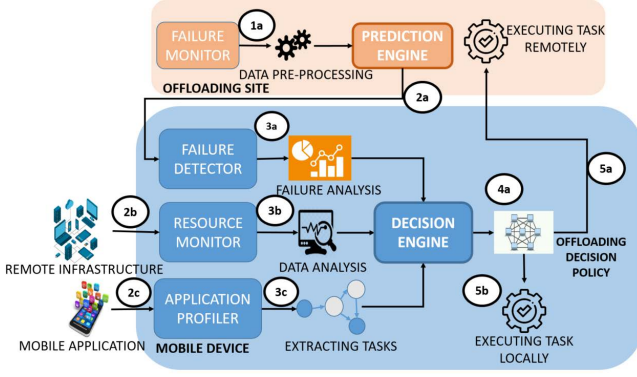 FAILURE
MONITOR
1a
DATA PRE-PROCESSING
PREDICTION
ENGINE
EXECUTING TASK
REMOTELY
OFFLOADING SITE
2a
FAILURE
DETECTOR
3a
FAILURE ANALYSIS
5a
4a
2b
RESOURCE
MONITOR
3b
DATA ANALYSIS
DECISION
ENGINE
OFFLOADING
DECISION
POLICY
REMOTE INFRASTRUCTURE
2c
APPLICATION
PROFILER
3c
EXTRACTING TASKS
5b
MOBILE APPLICATION
MOBILE DEVICE
EXECUTING TASK
LOCALLY